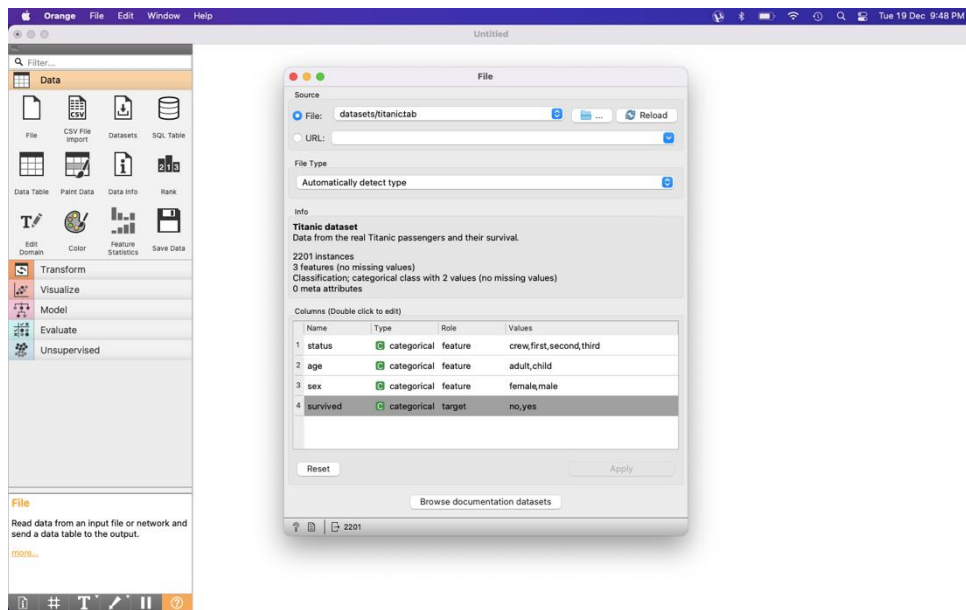 Orange File Edit Window Help Tue 19 Dec 9:48 PM
Untitled
Filter...
Data
File
CSV File Import
Datasets
SQL Table
Data Table
Paint Data
Data Info
Rank
Edit Domain
Color
Feature Statistics
Save Data
Transform
Visualize
Model
Evaluate
Unsupervised
File
Read data from an input file or network and
send a data table to the output.
more...
File
Source
File: datasets/titanictab ... Reload
URL:
File Type
Automatically detect type
Info
Titanic dataset
Data from the real Titanic passengers and their survival.
2201 instances
3 features (no missing values)
Classification; categorical class with 2 values (no missing values)
0 meta attributes
Columns (Double click to edit)
Name Type Role Values
1 status C categorical feature crew,first,second,third
2 age C categorical feature adult,child
3 sex C categorical feature female,male
4 survived C categorical target no,yes
Reset Apply
Browse documentation datasets
? 2201